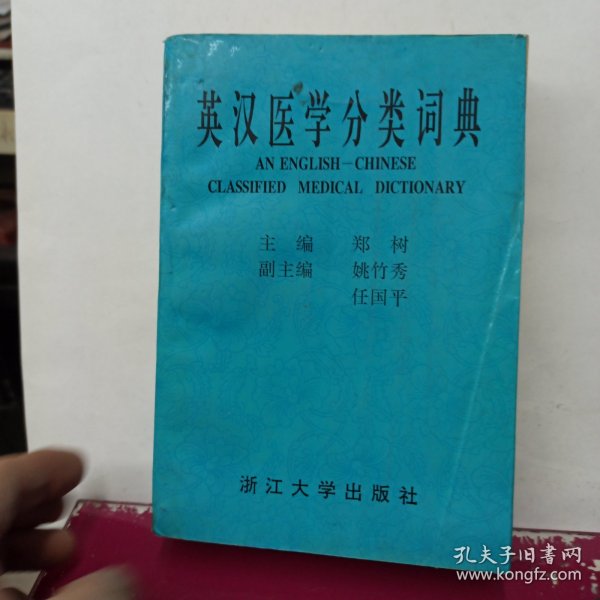 英汉医学分类词典
AN ENGLISH—CHINESE
CLASSIFIED MEDICAL DICTIONARY
主编 郑树
副主编 姚竹秀
任国平
浙江大学出版社
孔夫子旧书网
www.kongfz.com